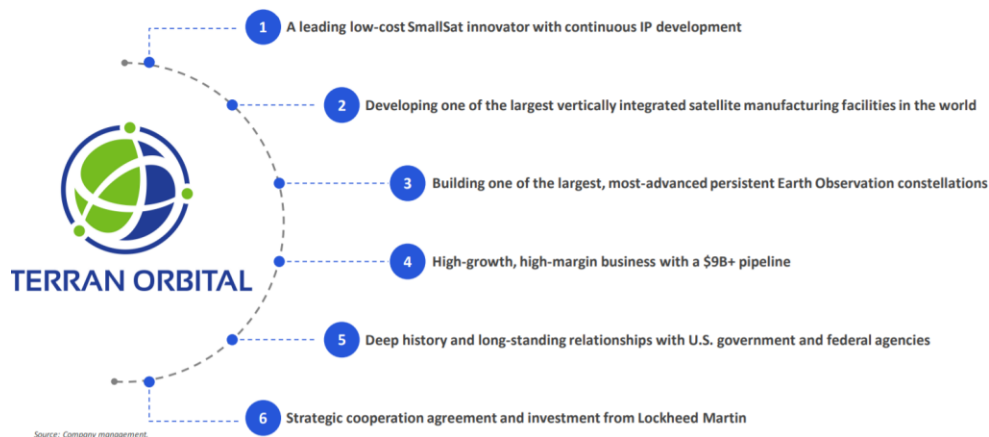 1 A leading low-cost SmallSat innovator with continuous IP development
2 Developing one of the largest vertically integrated satellite manufacturing facilities in the world
3 Building one of the largest, most-advanced persistent Earth Observation constellations
TERRAN ORBITAL
4 High-growth, high-margin business with a $9B+ pipeline
5 Deep history and long-standing relationships with U.S. government and federal agencies
6 Strategic cooperation agreement and investment from Lockheed Martin
Source: Company management.